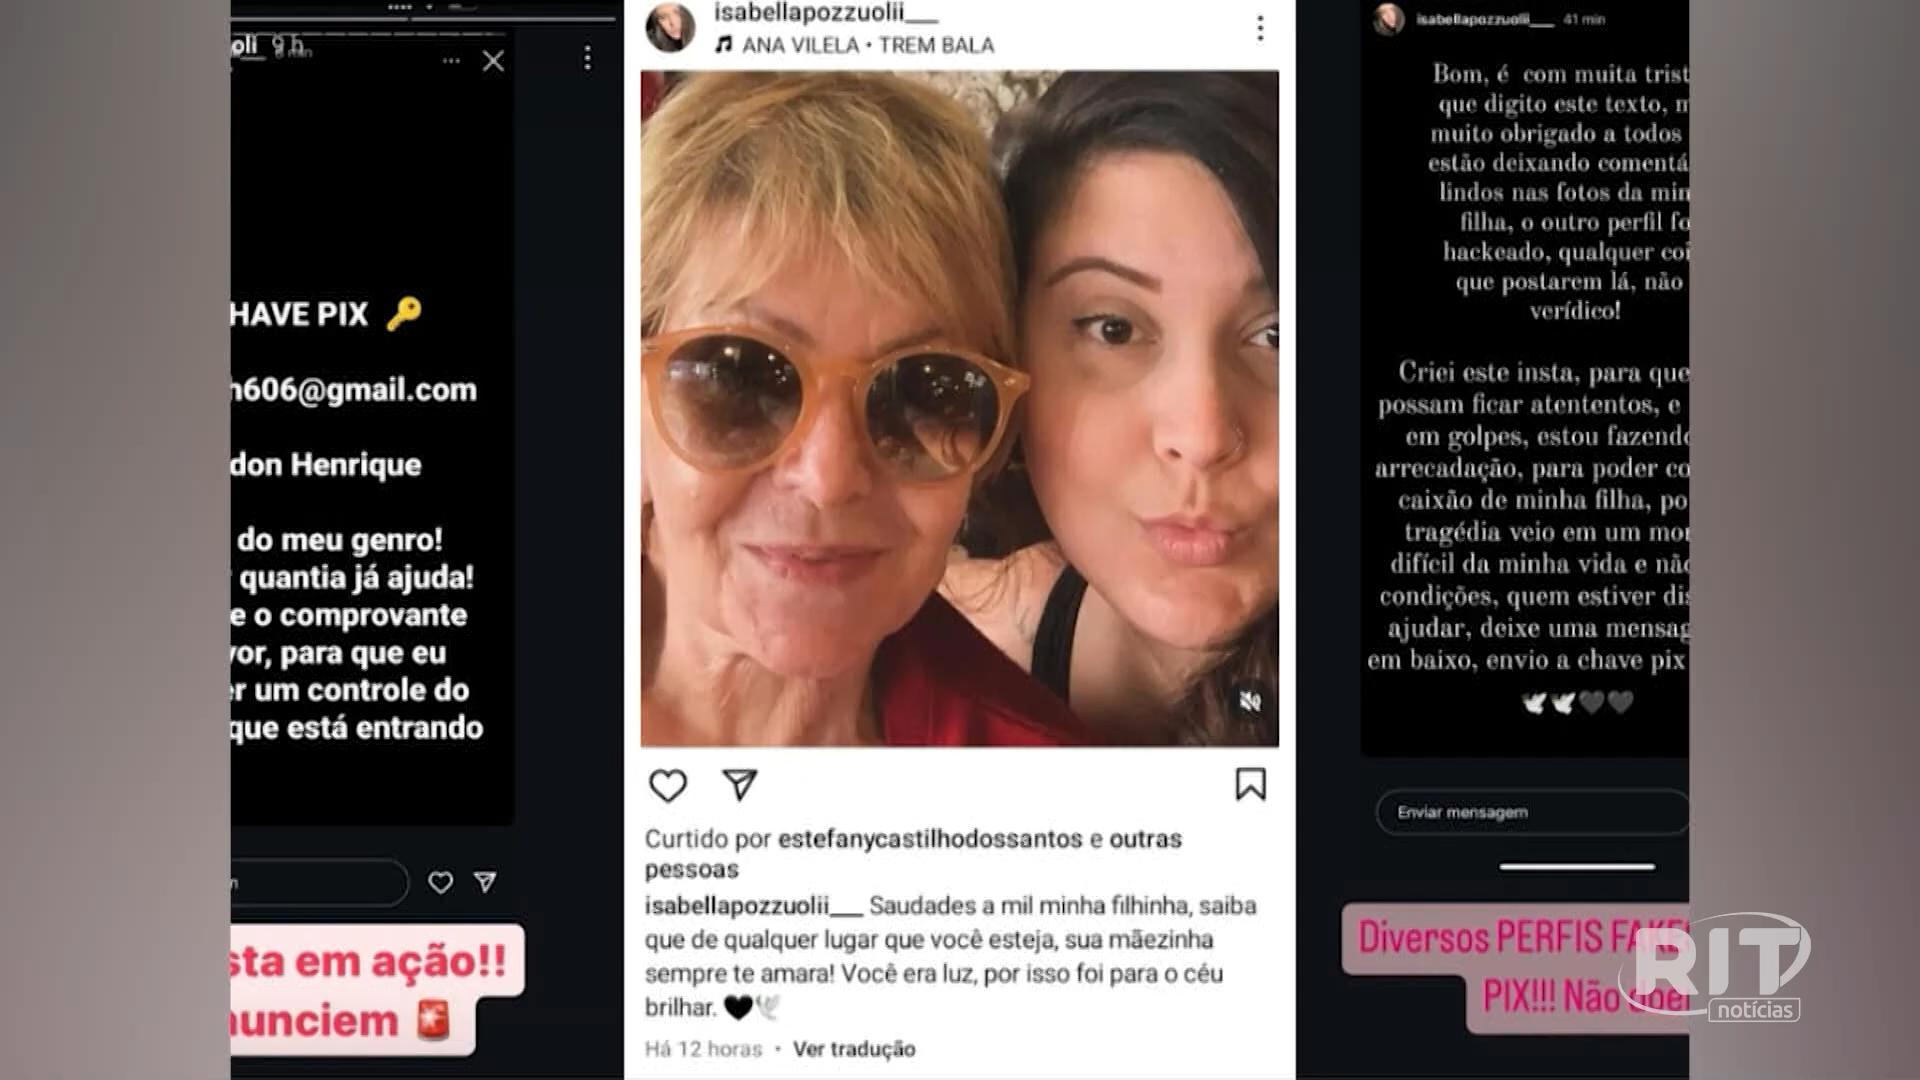 9 h
HAVE PIX 🔑
h606@gmail.com
don Henrique
do meu genro!
quantia já ajuda!
e o comprovante
vor, para que eu
er um controle do
que está entrando
sta em ação!!
nunciem 🚨
isabellapozzuolii___
ANA VILELA • TREM BALA
Curtido por estefanycastilhodossantos e outras
pessoas
isabellapozzuolii___ Saudades a mil minha filhinha, saiba
que de qualquer lugar que você esteja, sua mãezinha
sempre te amara! Você era luz, por isso foi para o céu
brilhar. 🖤🕊
Há 12 horas • Ver tradução
isabellapozzuolii___ 41 min
Bom, é com muita trist
que digito este texto, m
muito obrigado a todos
estão deixando comentá
lindos nas fotos da min
filha, o outro perfil fo
hackeado, qualquer coi
que postarem lá, não
verídico!
Criei este insta, para que
possam ficar atententos, e
em golpes, estou fazendo
arrecadação, para poder co
caixão de minha filha, po
tragédia veio em um mor
difícil da minha vida e não
condições, quem estiver dis
ajudar, deixe uma mensag
em baixo, envio a chave pix
🕊🕊🖤🖤
Enviar mensagem
Diversos PERFIS FAKE
PIX!!! Não doe
RIT
notícias